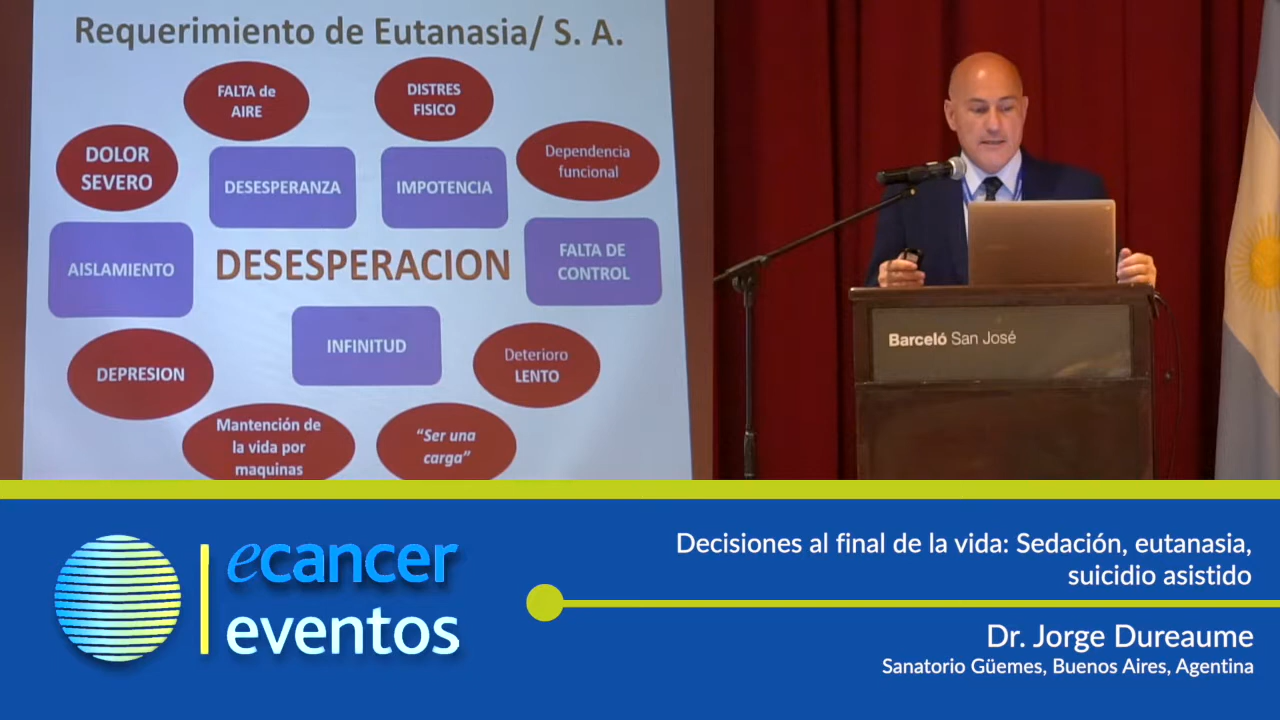 Requerimiento de Eutanasia/ S. A.
FALTA de
AIRE
DISTRES
FISICO
DOLOR
SEVERO
DESESPERANZA
IMPOTENCIA
Dependencia
funcional
AISLAMIENTO
DESESPERACION
FALTA DE
CONTROL
INFINITUD
DEPRESION
Deterioro
LENTO
Mantención de
la vida por
maquinas
“Ser una
carga”
Barceló San José
ecancer
eventos
Decisiones al final de la vida: Sedación, eutanasia,
suicidio asistido
Dr. Jorge Dureaume
Sanatorio Güemes, Buenos Aires, Agentina